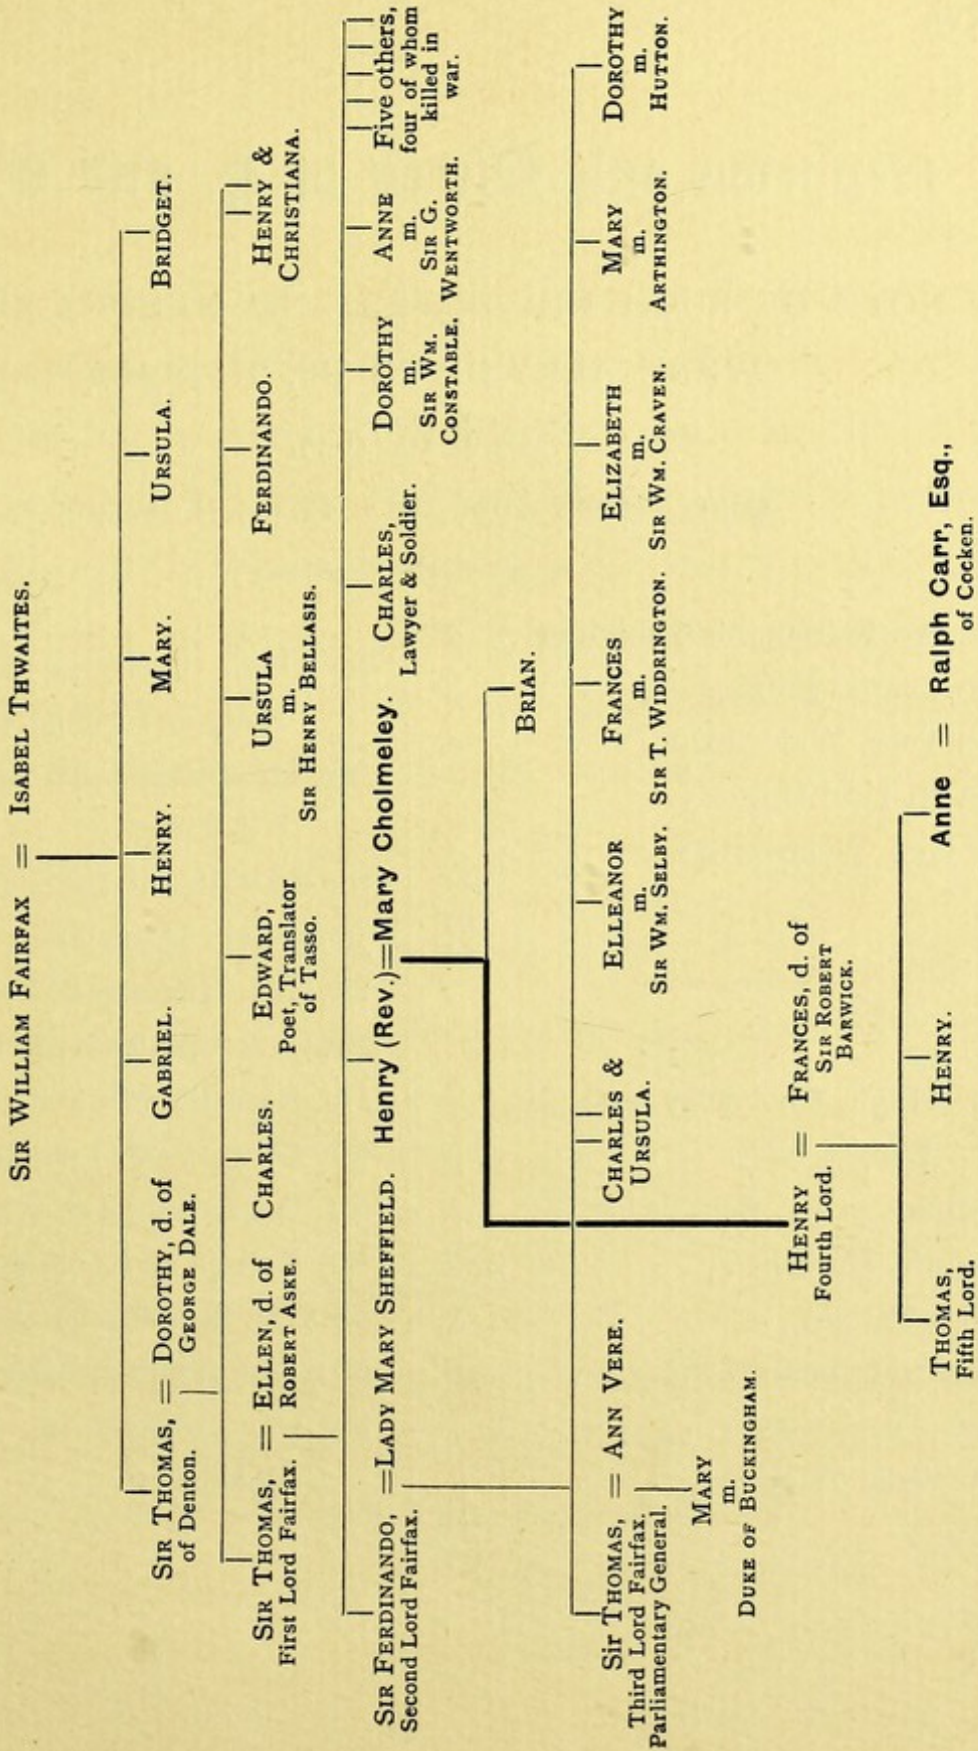 SIR WILLIAM FAIRFAX = ISABEL THWAITES.
SIR THOMAS, = DOROTHY, d. of
of Denton. GEORGE DALE.
GABRIEL.
HENRY.
MARY.
URSULA.
BRIDGET.
SIR THOMAS, = ELLEN, d. of
First Lord Fairfax. ROBERT ASKE.
CHARLES.
EDWARD,
Poet, Translator
of Tasso.
URSULA
m.
SIR HENRY BELLASIS.
FERDINANDO.
HENRY &
CHRISTIANA.
SIR FERDINANDO, =LADY MARY SHEFFIELD.
Second Lord Fairfax.
Henry (Rev.)=Mary Cholmeley.
CHARLES,
Lawyer & Soldier.
DOROTHY
m.
SIR WM.
CONSTABLE.
ANNE
m.
SIR G.
WENTWORTH.
Five others,
four of whom
killed in
war.
BRIAN.
Sir THOMAS, = ANN VERE.
Third Lord Fairfax.
Parliamentary General.
CHARLES &
URSULA.
ELLEANOR
m.
SIR WM. SELBY.
FRANCES
m.
SIR T. WIDDRINGTON.
ELIZABETH
m.
SIR WM. CRAVEN.
MARY
m.
ARTHINGTON.
DOROTHY
m.
HUTTON.
MARY
m.
DUKE OF BUCKINGHAM.
HENRY = FRANCES, d. of
Fourth Lord. SIR ROBERT
BARWICK.
THOMAS,
Fifth Lord.
HENRY.
Anne = Ralph Carr, Esq.,
of Cocken.